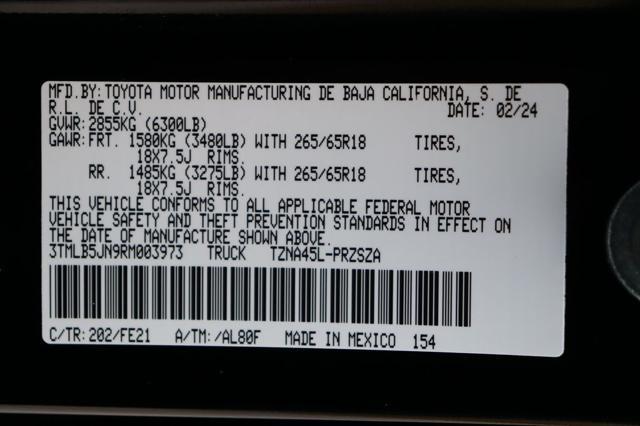 MFD.BY:TOYOTA MOTOR MANUFACTURING DE BAJA CALIFORNIA, S. DE
R.L. DE C.V. DATE: 02/24
GVWR:2855KG (6300LB)
GAWR:FRT. 1580KG (3480LB) WITH 265/65R18 TIRES,
18X7.5J RIMS.
RR. 1485KG (3275LB) WITH 265/65R18 TIRES,
18X7.5J RIMS.
THIS VEHICLE CONFORMS TO ALL APPLICABLE FEDERAL MOTOR
VEHICLE SAFETY AND THEFT PREVENTION STANDARDS IN EFFECT ON
THE DATE OF MANUFACTURE SHOWN ABOVE.
3TMLB5JN9RM003973 TRUCK TZNA45L-PRZSZA
C/TR:202/FE21 A/TM:/AL80F MADE IN MEXICO 154